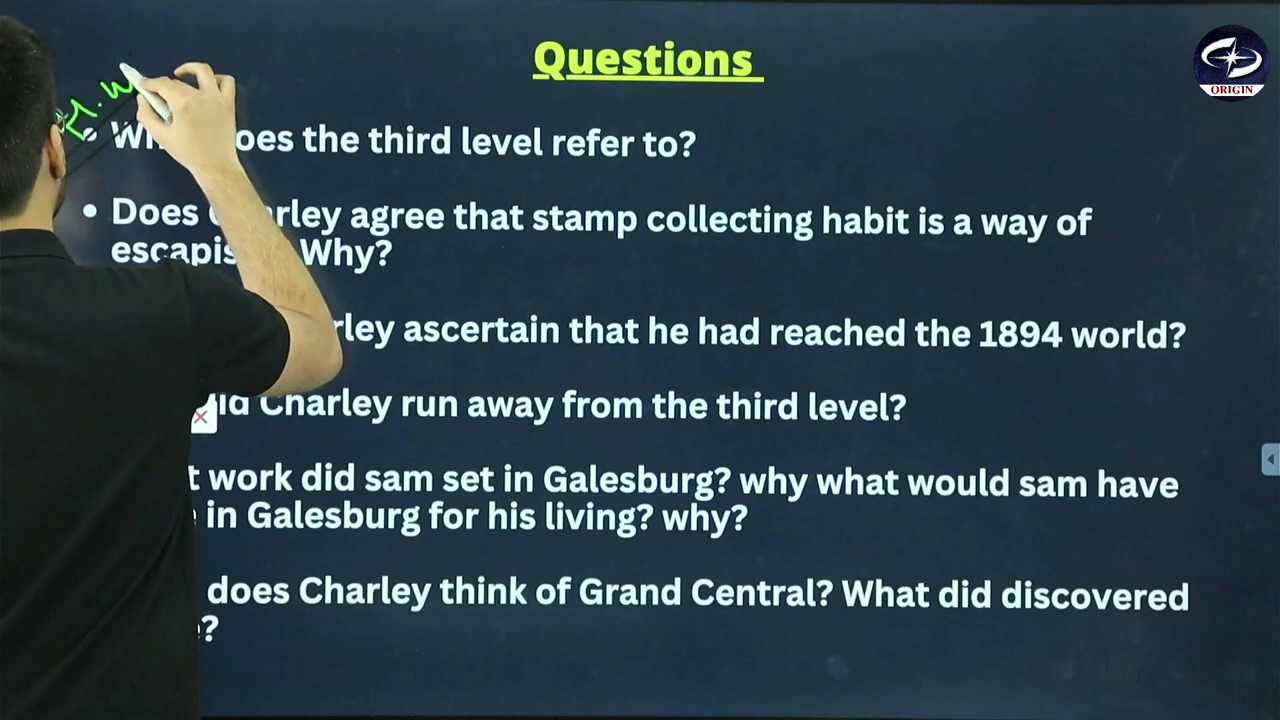 Questions
ORIGIN
H.W
oes the third level refer to?
Does rley agree that stamp collecting habit is a way of
escapis Why?
rley ascertain that he had reached the 1894 world?
id Charley run away from the third level?
t work did sam set in Galesburg? why what would sam have
in Galesburg for his living? why?
does Charley think of Grand Central? What did discovered
?